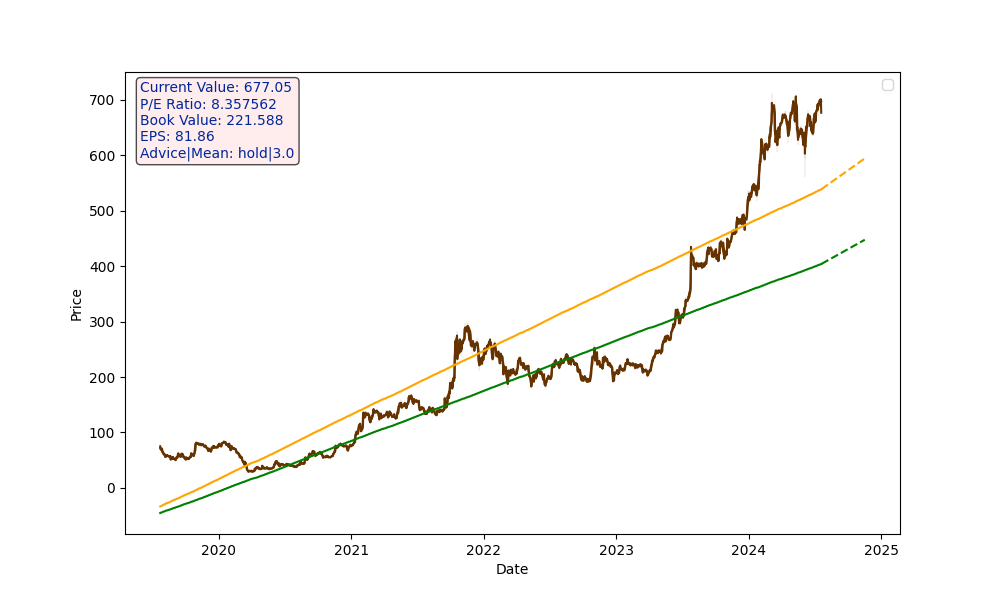 Current Value: 677.05
P/E Ratio: 8.357562
Book Value: 221.588
EPS: 81.86
Advice|Mean: hold|3.0
700
600
500
400
300
200
100
0
Price
2020 2021 2022 2023 2024 2025
Date